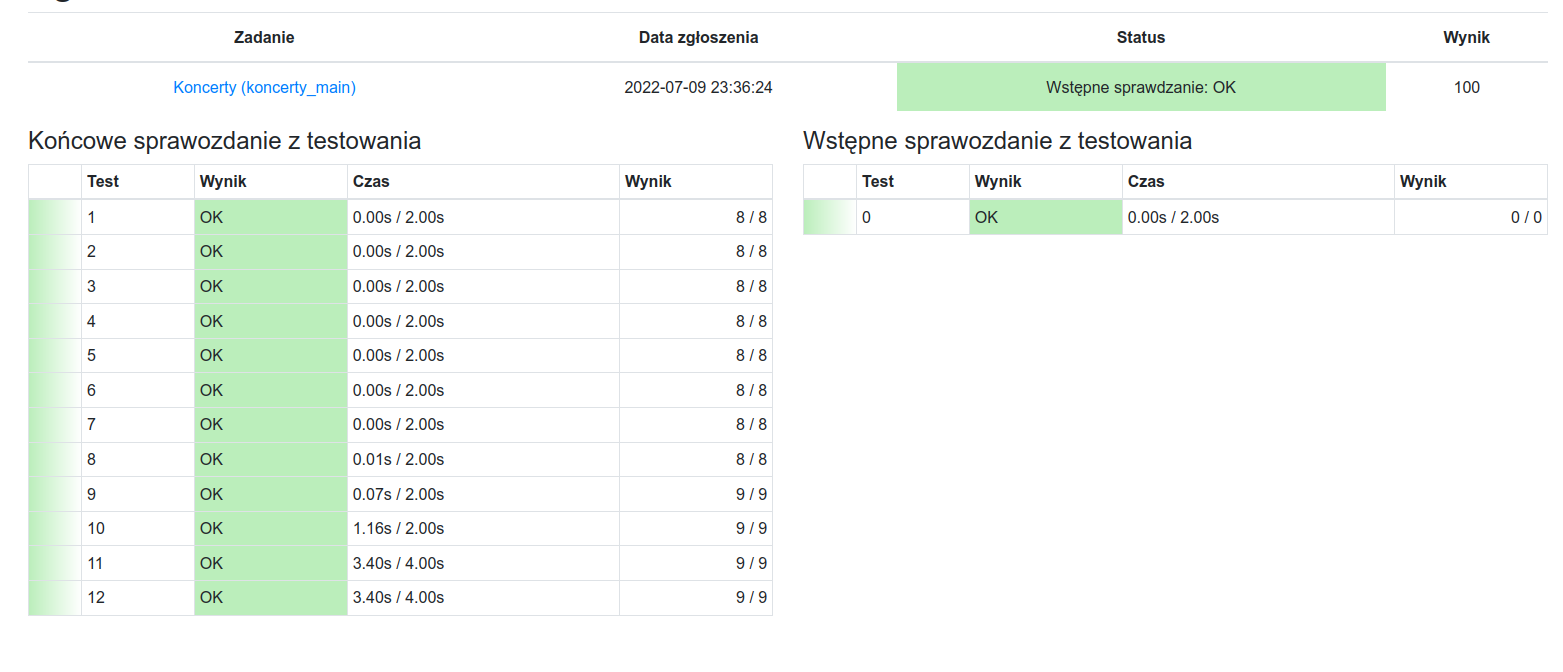 Zadanie Data zgłoszenia Status Wynik
Koncerty (koncerty_main) 2022-07-09 23:36:24 Wstępne sprawdzanie: OK 100
Końcowe sprawozdanie z testowania
Test Wynik Czas Wynik
1 OK 0.00s / 2.00s 8 / 8
2 OK 0.00s / 2.00s 8 / 8
3 OK 0.00s / 2.00s 8 / 8
4 OK 0.00s / 2.00s 8 / 8
5 OK 0.00s / 2.00s 8 / 8
6 OK 0.00s / 2.00s 8 / 8
7 OK 0.00s / 2.00s 8 / 8
8 OK 0.01s / 2.00s 8 / 8
9 OK 0.07s / 2.00s 9 / 9
10 OK 1.16s / 2.00s 9 / 9
11 OK 3.40s / 4.00s 9 / 9
12 OK 3.40s / 4.00s 9 / 9
Wstępne sprawozdanie z testowania
Test Wynik Czas Wynik
0 OK 0.00s / 2.00s 0 / 0